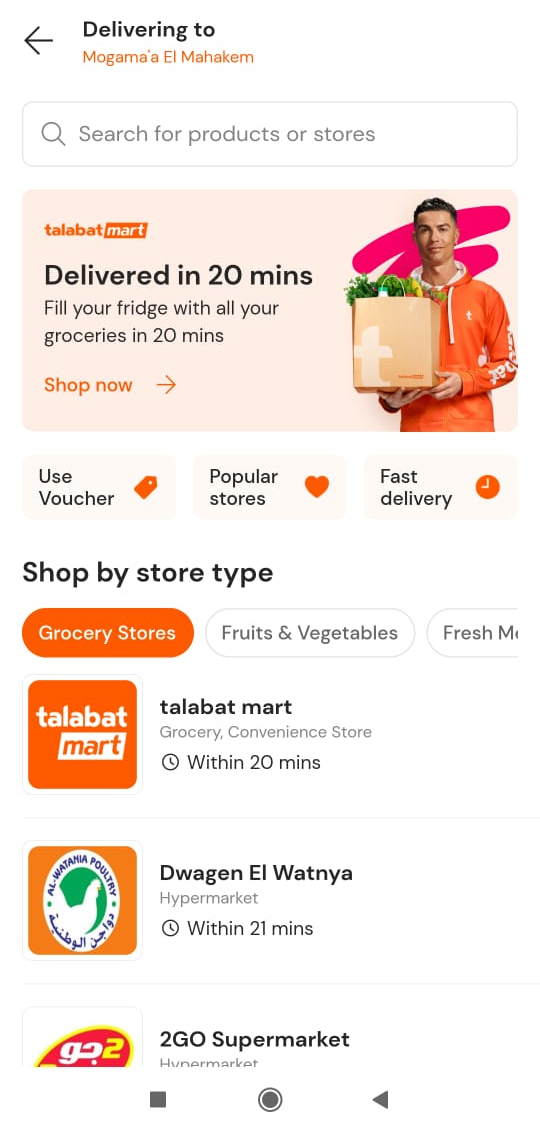 Delivering to
Mogama'a El Mahakem
Search for products or stores
talabat mart
Delivered in 20 mins
Fill your fridge with all your
groceries in 20 mins
Shop now
t
t
Use
Voucher
Popular
stores
Fast
delivery
Shop by store type
Grocery Stores
Fruits & Vegetables
Fresh
talabat
mart
talabat mart
Grocery, Convenience Store
Within 20 mins
AL-WATANIA POULTRY
دواجن الوطنية
Dwagen El Watnya
Hypermarket
Within 21 mins
2جو
2GO Supermarket
Hypermarket